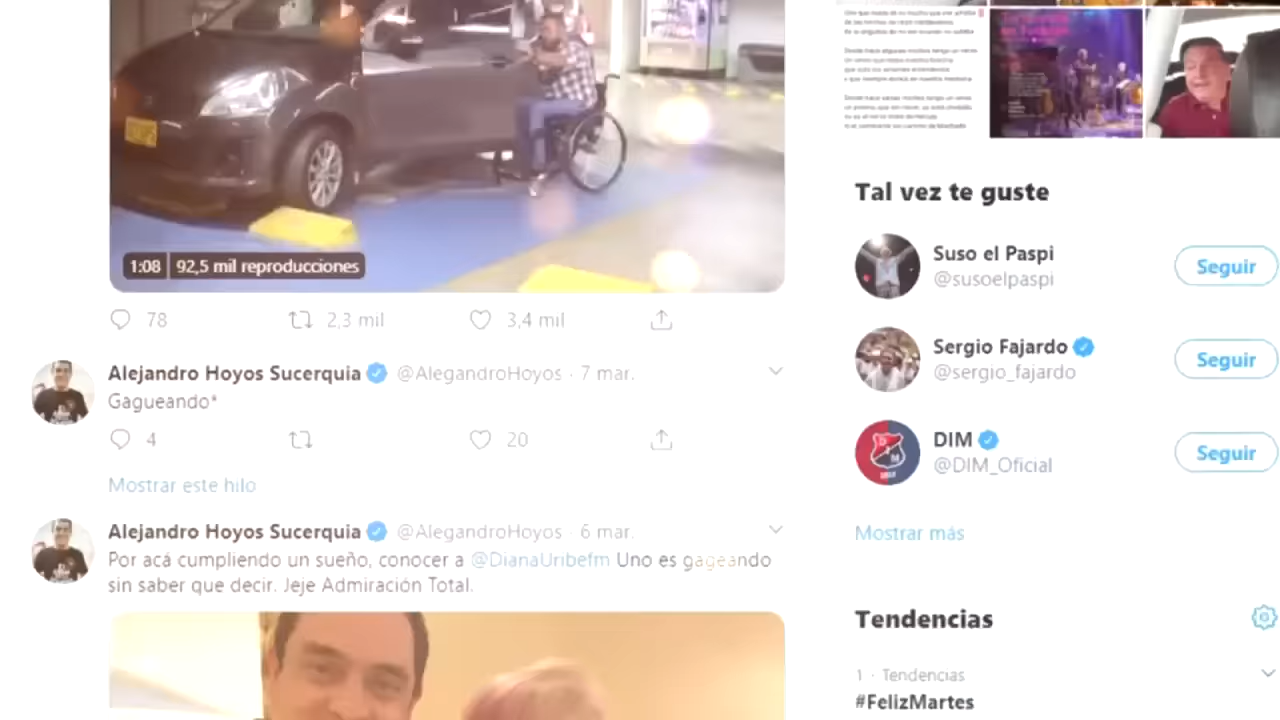 1:08 92,5 mil reproducciones
78 2,3 mil 3,4 mil
Alejandro Hoyos Sucerquia @AlegandroHoyos · 7 mar.
Gagueando*
4 20
Mostrar este hilo
Alejandro Hoyos Sucerquia @AlegandroHoyos · 6 mar.
Por acá cumpliendo un sueño, conocer a @DianaUribefm Uno es gageando
sin saber que decir. Jeje Admiración Total.
Tal vez te guste
Suso el Paspi
@susoelpaspi
Seguir
Sergio Fajardo
@sergio_fajardo
Seguir
DIM
@DIM_Oficial
Seguir
Mostrar más
Tendencias
1 · Tendencias
#FelizMartes